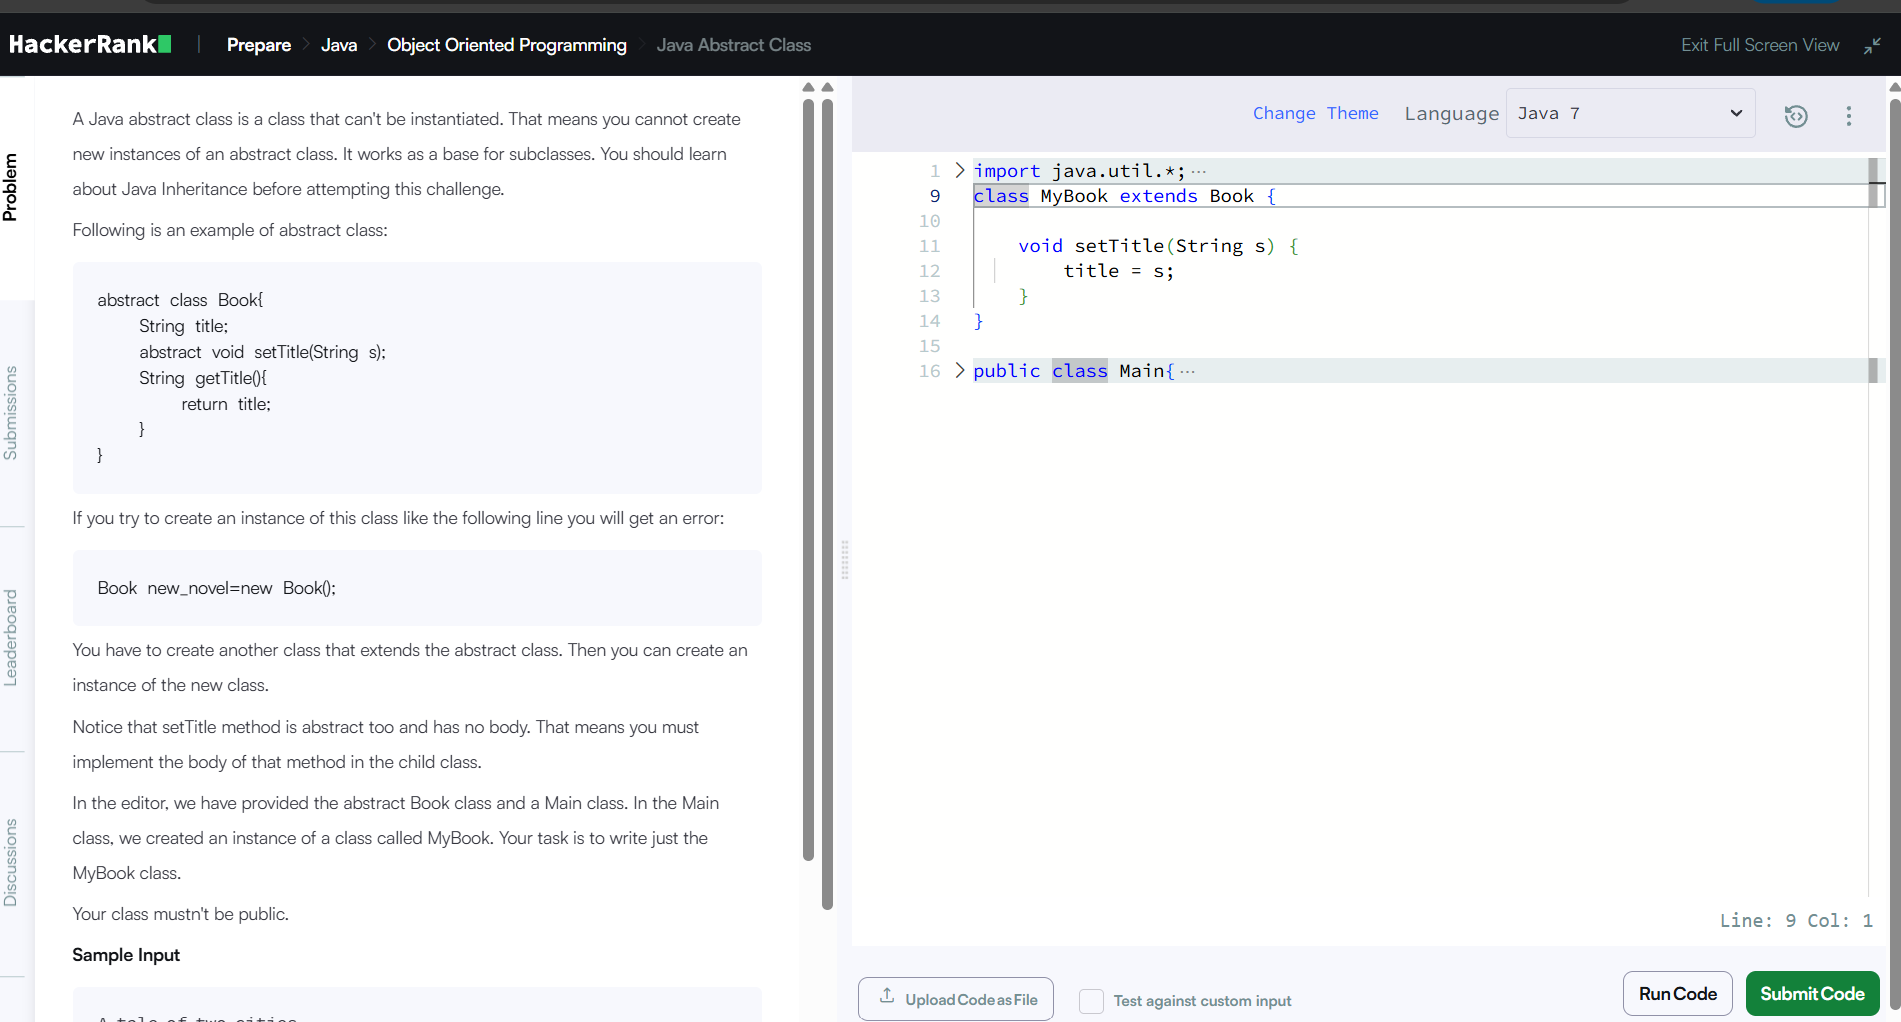 HackerRank | Prepare > Java > Object Oriented Programming > Java Abstract Class
Exit Full Screen View
Problem
Submissions
Leaderboard
Discussions
A Java abstract class is a class that can't be instantiated. That means you cannot create
new instances of an abstract class. It works as a base for subclasses. You should learn
about Java Inheritance before attempting this challenge.
Following is an example of abstract class:
abstract class Book{
String title;
abstract void setTitle(String s);
String getTitle(){
return title;
}
}
If you try to create an instance of this class like the following line you will get an error:
Book new_novel=new Book();
You have to create another class that extends the abstract class. Then you can create an
instance of the new class.
Notice that setTitle method is abstract too and has no body. That means you must
implement the body of that method in the child class.
In the editor, we have provided the abstract Book class and a Main class. In the Main
class, we created an instance of a class called MyBook. Your task is to write just the
MyBook class.
Your class mustn't be public.
Sample Input
A tale of two cities
Change Theme Language Java 7
1 import java.util.*; ...
9 class MyBook extends Book {
10
11 void setTitle(String s) {
12 title = s;
13 }
14 }
15
16 public class Main{ ...
Line: 9 Col: 1
Upload Code as File
Test against custom input
Run Code
Submit Code